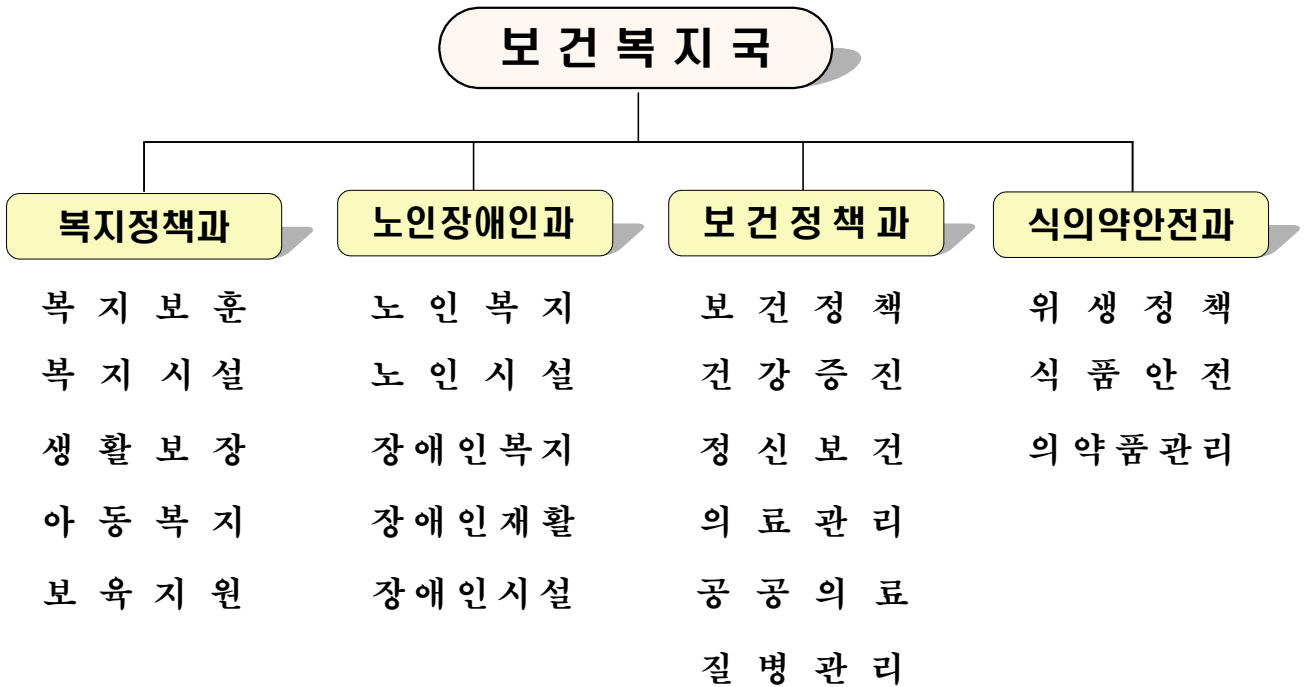 보건복지국
복지정책과
노인장애인과
보건정책과
식의약안전과
복지보훈
복지시설
생활보장
아동복지
보육지원
노인복지
노인시설
장애인복지
장애인재활
장애인시설
보건정책
건강증진
정신보건
의료관리
공공의료
질병관리
위생정책
식품안전
의약품관리